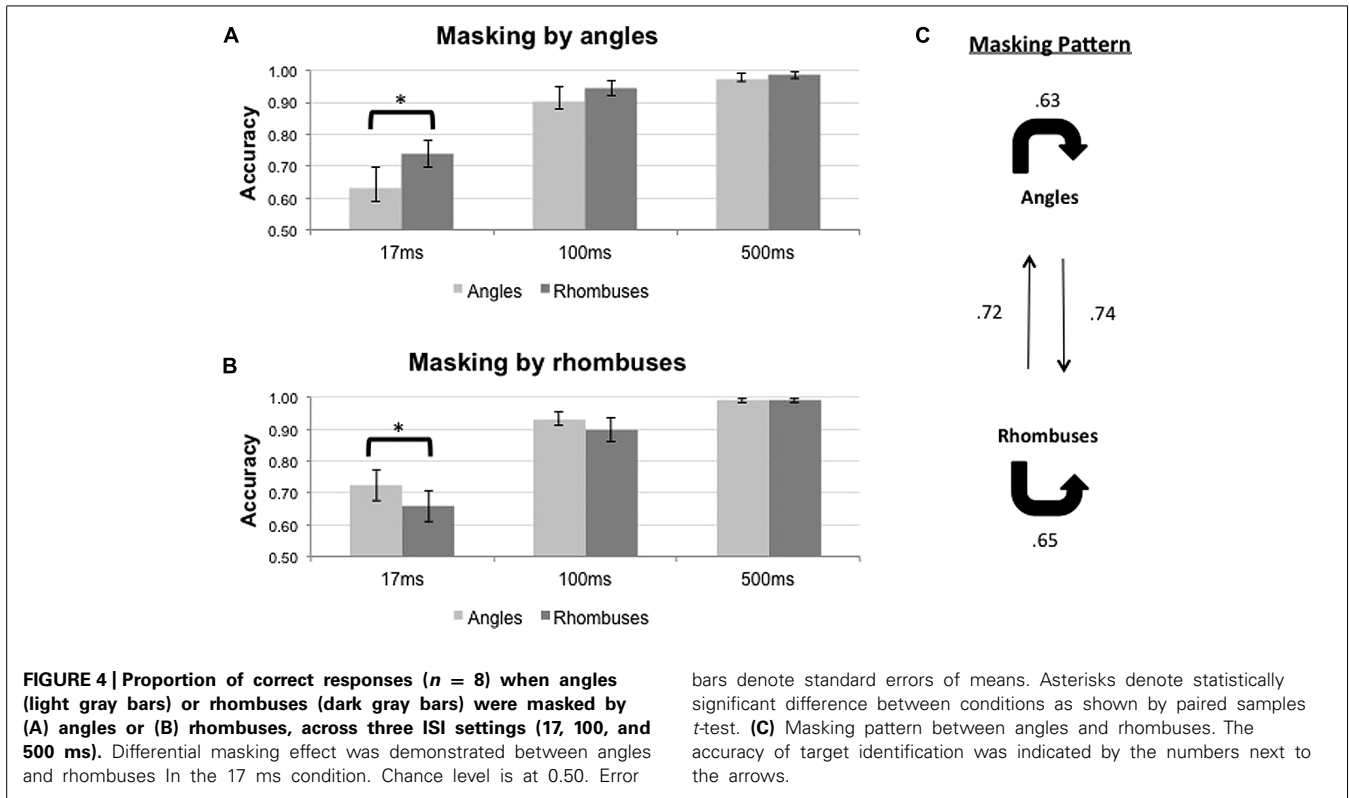 A
Masking by angles
1.00
0.90
0.80
0.70
0.60
0.50
Accuracy
*
17ms
100ms
500ms
Angles
Rhombuses
B
Masking by rhombuses
1.00
0.90
0.80
0.70
0.60
0.50
Accuracy
*
17ms
100ms
500ms
Angles
Rhombuses
C
Masking Pattern
.63
Angles
.72
.74
Rhombuses
.65
FIGURE 4 | Proportion of correct responses (n = 8) when angles
(light gray bars) or rhombuses (dark gray bars) were masked by
(A) angles or (B) rhombuses, across three ISI settings (17, 100, and
500 ms). Differential masking effect was demonstrated between angles
and rhombuses In the 17 ms condition. Chance level is at 0.50. Error
bars denote standard errors of means. Asterisks denote statistically
significant difference between conditions as shown by paired samples
t-test. (C) Masking pattern between angles and rhombuses. The
accuracy of target identification was indicated by the numbers next to
the arrows.